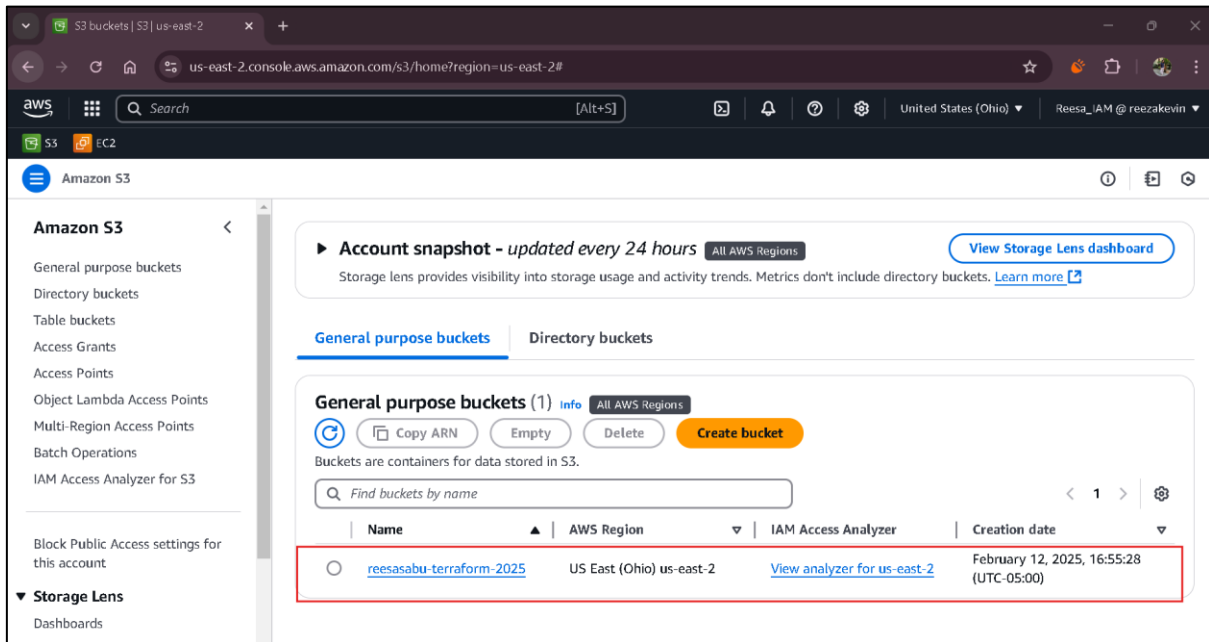 S3 buckets | S3 | us-east-2
us-east-2.console.aws.amazon.com/s3/home?region=us-east-2#
aws
Search [Alt+S] United States (Ohio) Reesa_IAM @ reezakevin
S3 EC2
Amazon S3
Amazon S3
General purpose buckets
Directory buckets
Table buckets
Access Grants
Access Points
Object Lambda Access Points
Multi-Region Access Points
Batch Operations
IAM Access Analyzer for S3
Block Public Access settings for
this account
Storage Lens
Dashboards
Account snapshot - updated every 24 hours All AWS Regions View Storage Lens dashboard
Storage lens provides visibility into storage usage and activity trends. Metrics don't include directory buckets. Learn more
General purpose buckets Directory buckets
General purpose buckets (1) Info All AWS Regions
Copy ARN Empty Delete Create bucket
Buckets are containers for data stored in S3.
Find buckets by name 1
Name AWS Region IAM Access Analyzer Creation date
reesasabu-terraform-2025 US East (Ohio) us-east-2 View analyzer for us-east-2 February 12, 2025, 16:55:28
(UTC-05:00)